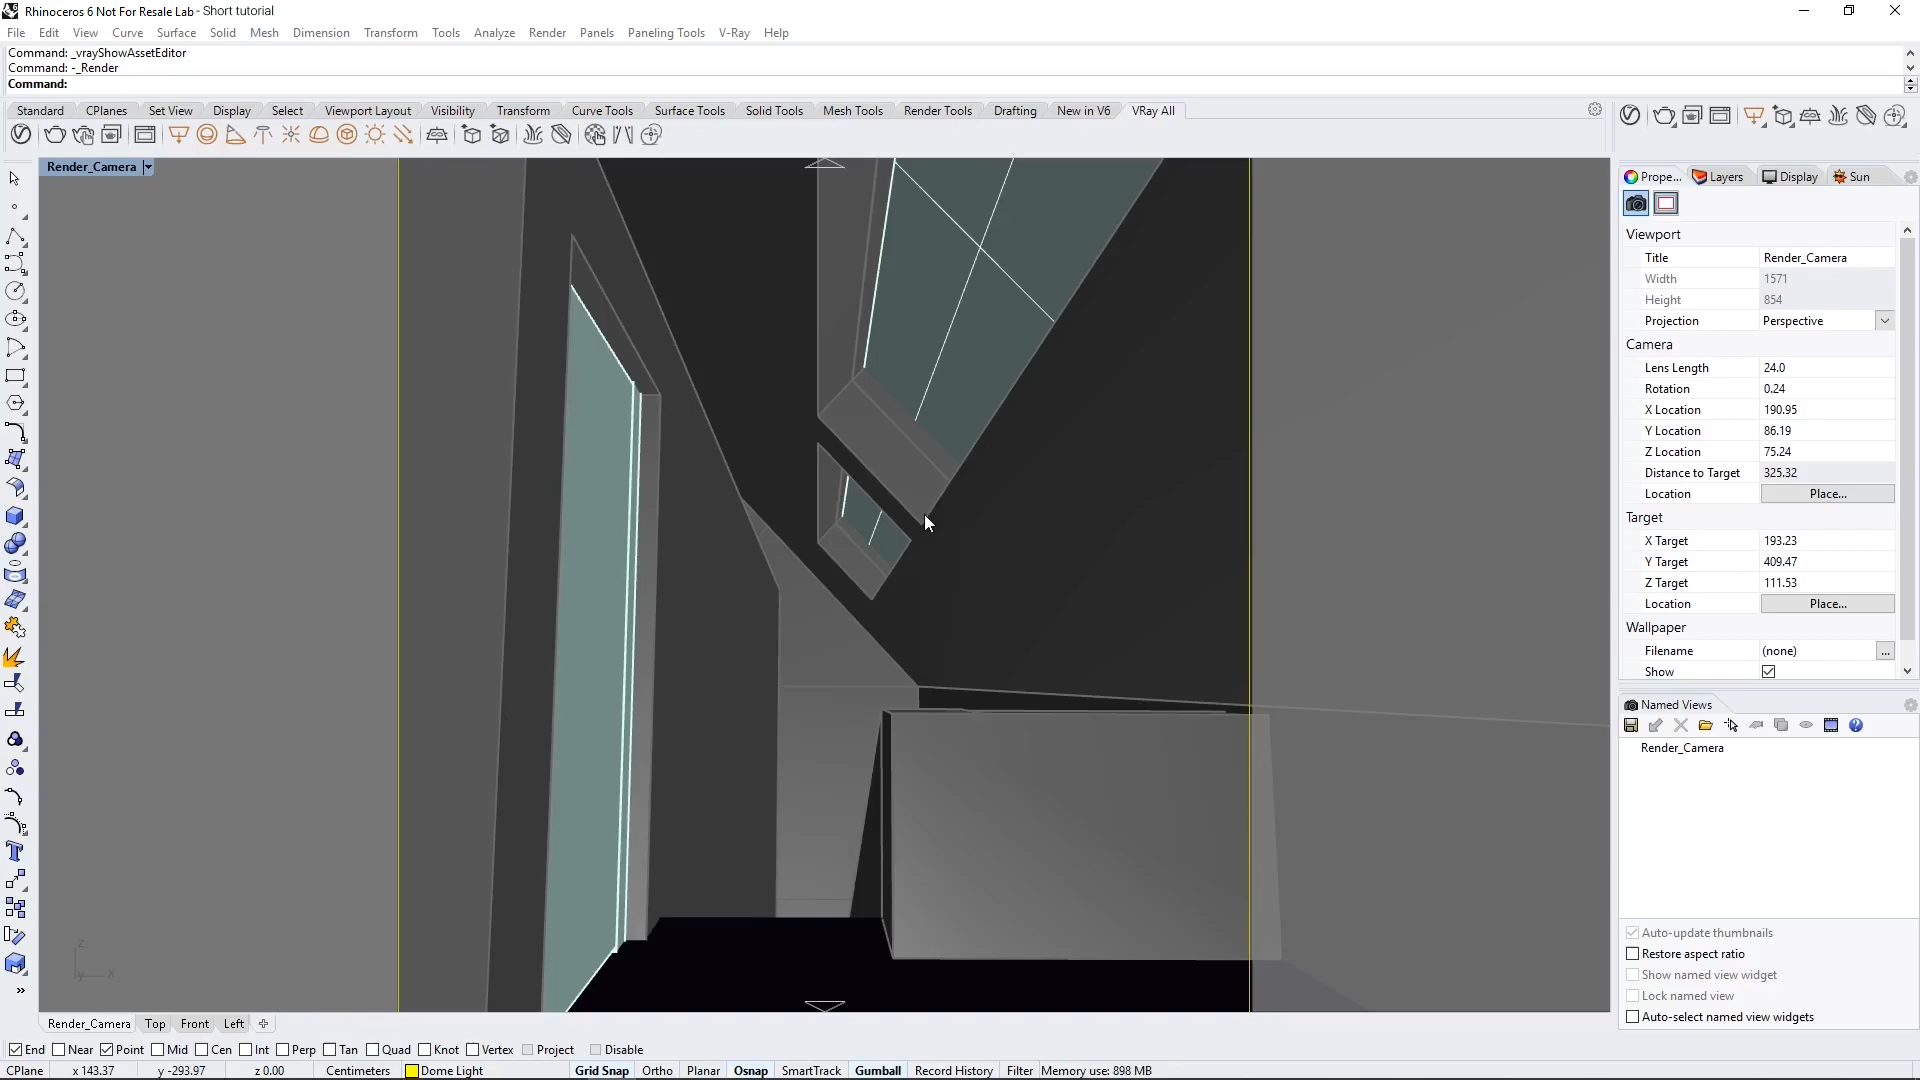 Rhinoceros 6 Not For Resale Lab - Short tutorial
File Edit View Curve Surface Solid Mesh Dimension Transform Tools Analyze Render Panels Paneling Tools V-Ray Help
Command: _vrayShowAssetEditor
Command: -_Render
Command:
Standard CPlanes Set View Display Select Viewport Layout Visibility Transform Curve Tools Surface Tools Solid Tools Mesh Tools Render Tools Drafting New in V6 VRay All
Render_Camera
Prope... Layers Display Sun
Viewport
Title Render_Camera
Width 1571
Height 854
Projection Perspective
Camera
Lens Length 24.0
Rotation 0.24
X Location 190.95
Y Location 86.19
Z Location 75.24
Distance to Target 325.32
Location Place...
Target
X Target 193.23
Y Target 409.47
Z Target 111.53
Location Place...
Wallpaper
Filename (none) ...
Show
Named Views
Render_Camera
Auto-update thumbnails
Restore aspect ratio
Show named view widget
Lock named view
Auto-select named view widgets
z
y x
Render_Camera Top Front Left
End Near Point Mid Cen Int Perp Tan Quad Knot Vertex Project Disable
CPlane x 143.37 y -293.97 z 0.00 Centimeters Dome Light Grid Snap Ortho Planar Osnap SmartTrack Gumball Record History Filter Memory use: 898 MB